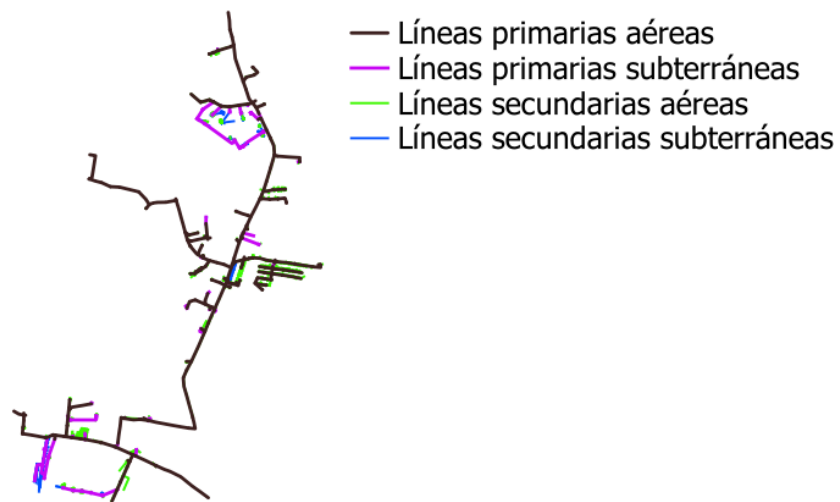 Líneas primarias aéreas
Líneas primarias subterráneas
Líneas secundarias aéreas
Líneas secundarias subterráneas